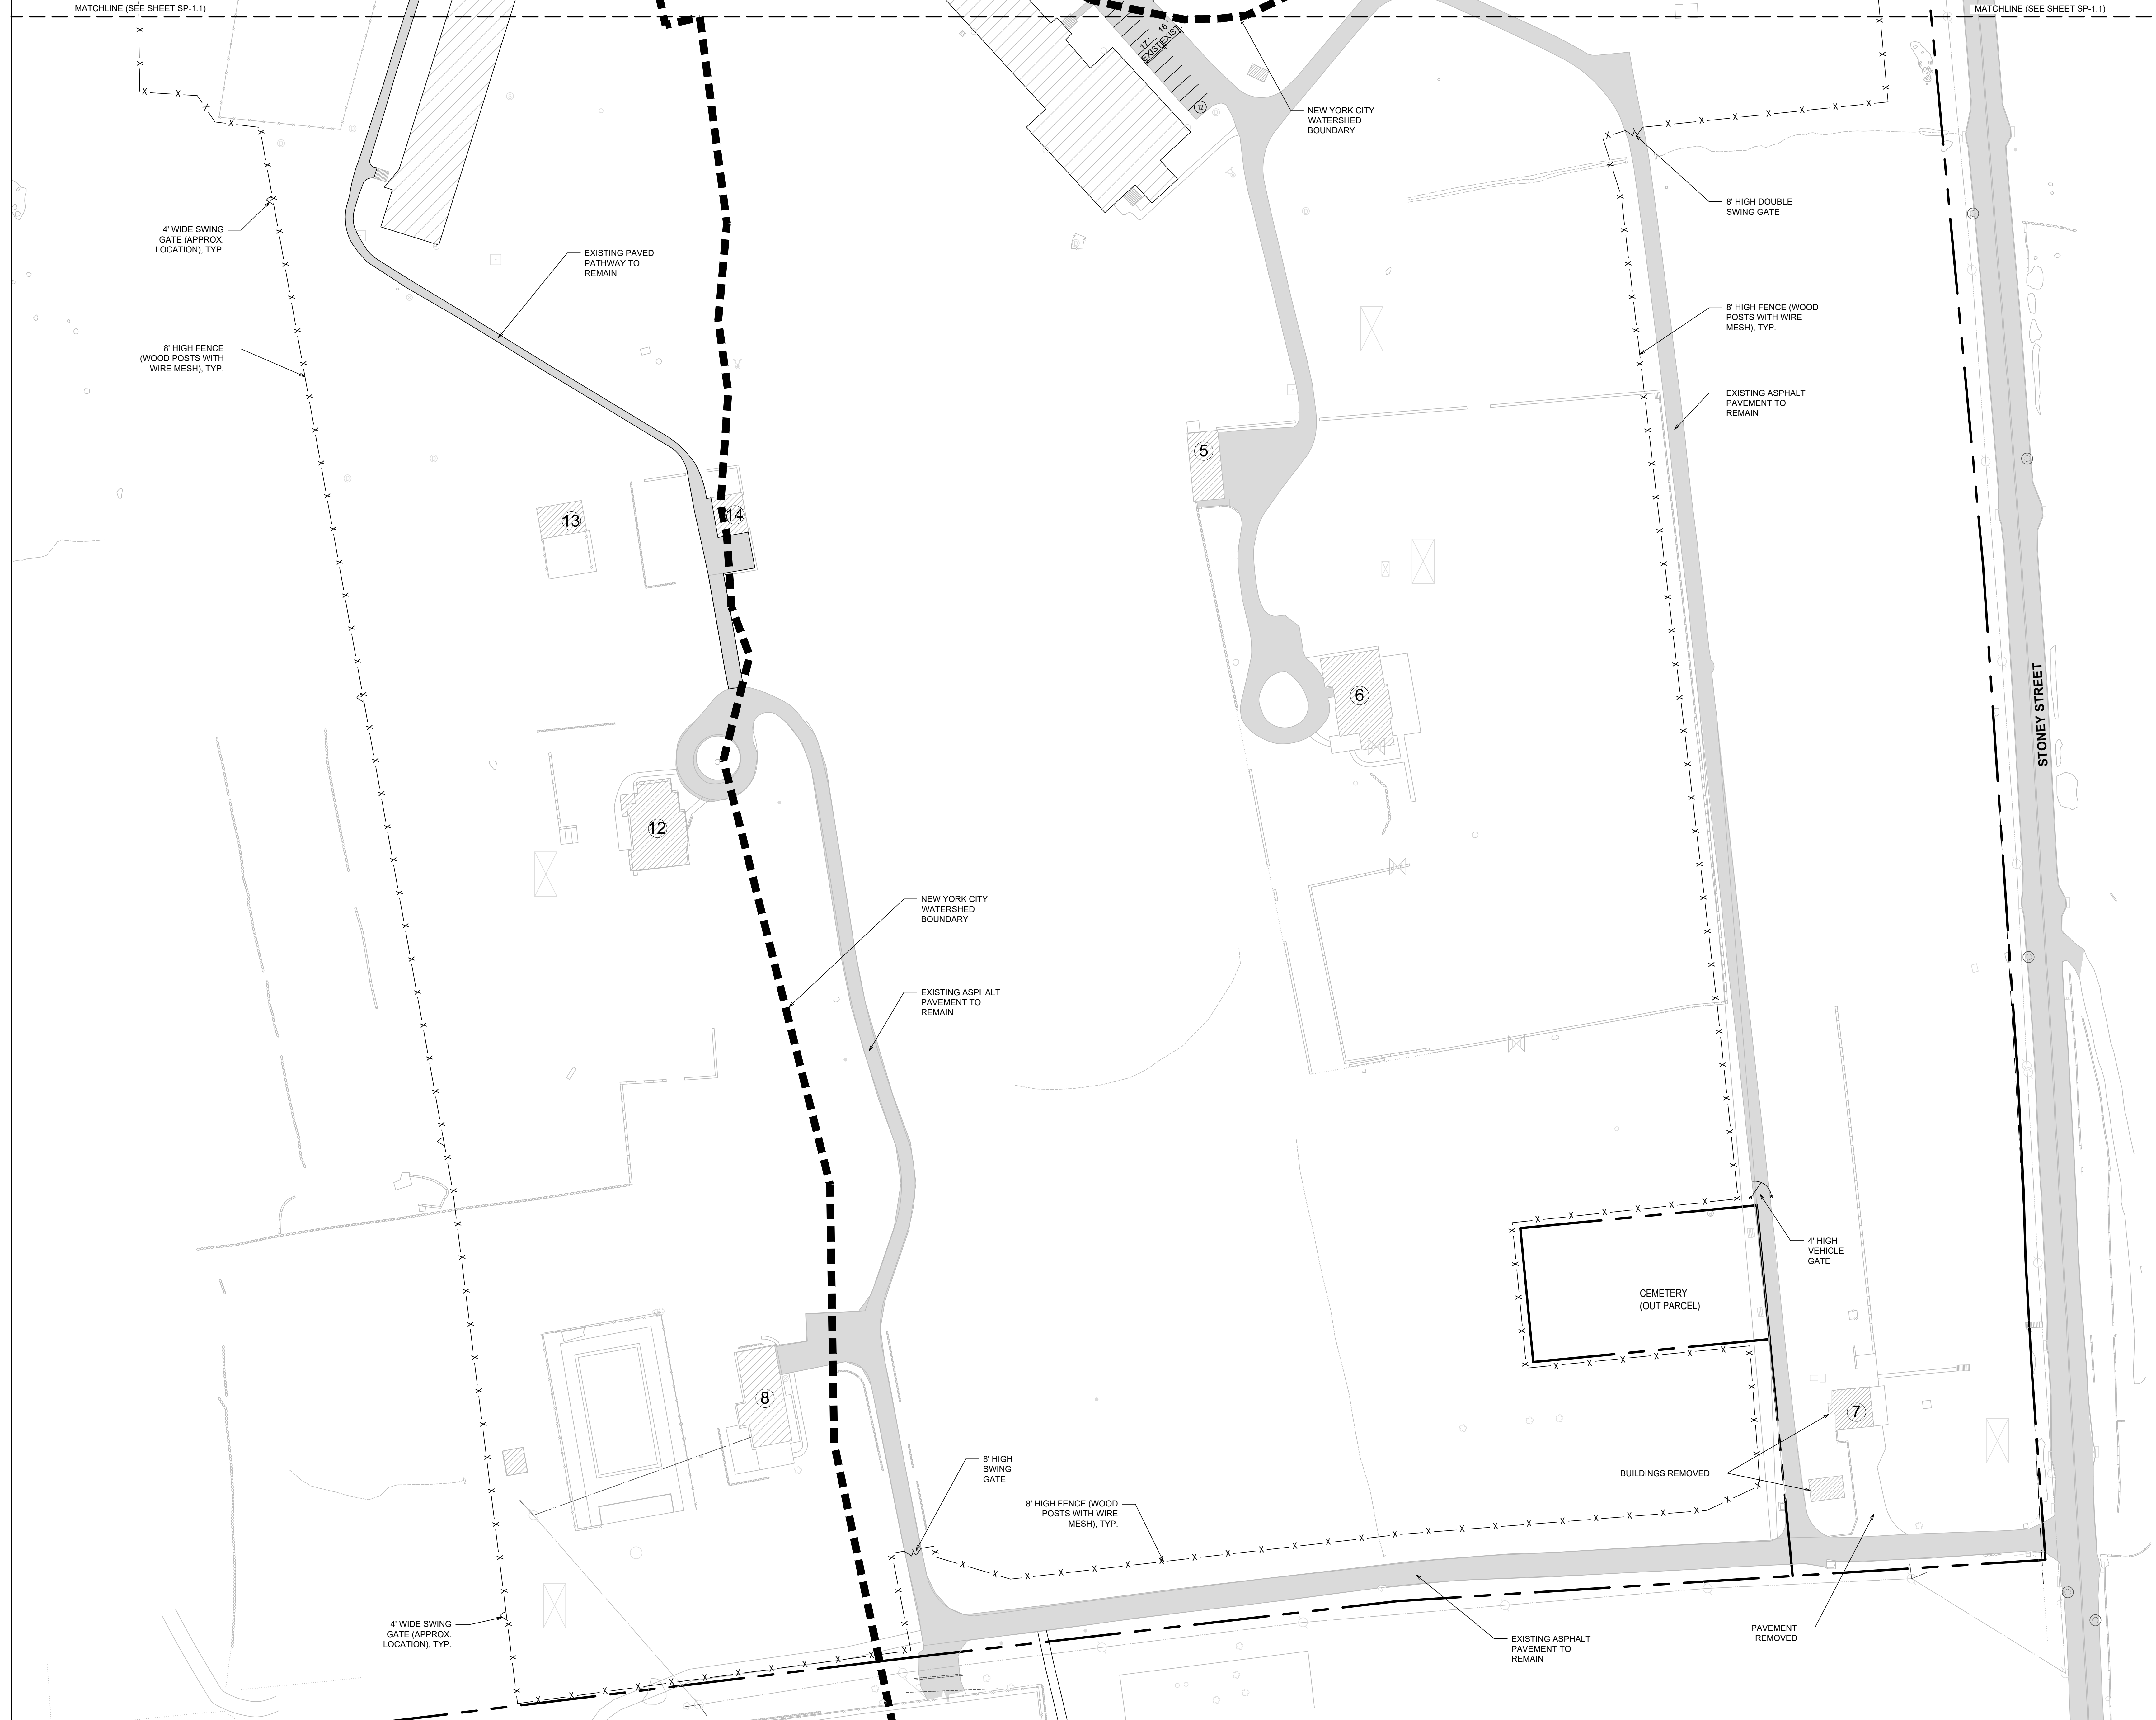 MATCHLINE (SEE SHEET SP-1.1)
MATCHLINE (SEE SHEET SP-1.1)
17'
EXIST.
16'
EXIST.
12
NEW YORK CITY
WATERSHED
BOUNDARY
8' HIGH DOUBLE
SWING GATE
4' WIDE SWING
GATE (APPROX.
LOCATION), TYP.
EXISTING PAVED
PATHWAY TO
REMAIN
8' HIGH FENCE (WOOD
POSTS WITH WIRE
MESH), TYP.
8' HIGH FENCE
(WOOD POSTS WITH
WIRE MESH), TYP.
EXISTING ASPHALT
PAVEMENT TO
REMAIN
5
13
14
6
STONEY STREET
12
NEW YORK CITY
WATERSHED
BOUNDARY
EXISTING ASPHALT
PAVEMENT TO
REMAIN
4' HIGH
VEHICLE
GATE
CEMETERY
(OUT PARCEL)
8
7
BUILDINGS REMOVED
8' HIGH
SWING
GATE
8' HIGH FENCE (WOOD
POSTS WITH WIRE
MESH), TYP.
4' WIDE SWING
GATE (APPROX.
LOCATION), TYP.
EXISTING ASPHALT
PAVEMENT TO
REMAIN
PAVEMENT
REMOVED